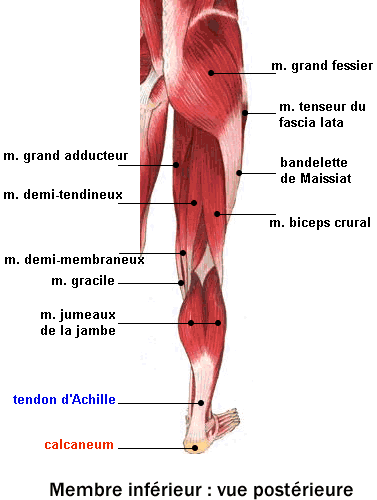 m. grand fessier
m. tenseur du
fascia lata
m. grand adducteur
bandelette
de Maissiat
m. demi-tendineux
m. biceps crural
m. demi-membraneux
m. gracile
m. jumeaux
de la jambe
tendon d'Achille
calcaneum
Membre inférieur : vue postérieure